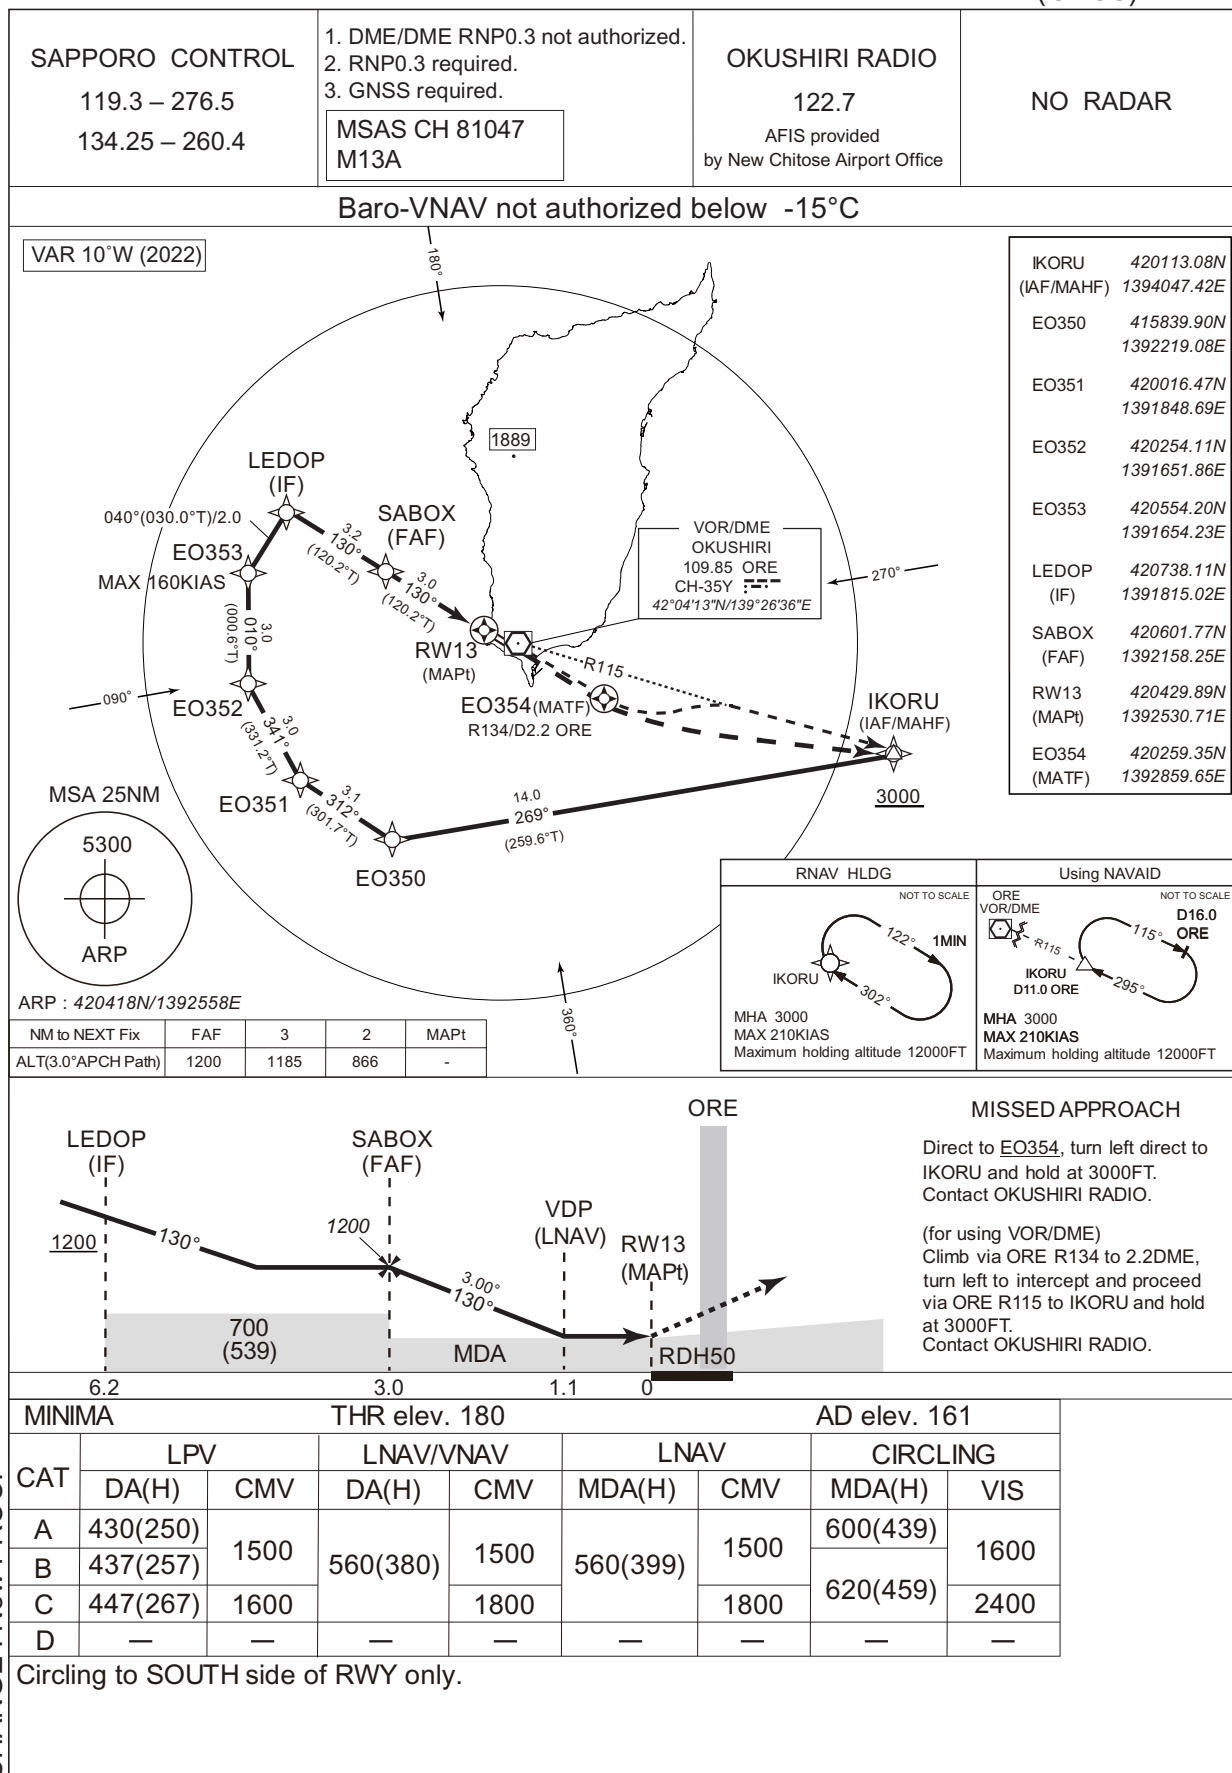 SAPPORO CONTROL
119.3 – 276.5
134.25 – 260.4
1. DME/DME RNP0.3 not authorized.
2. RNP0.3 required.
3. GNSS required.
MSAS CH 81047
M13A
OKUSHIRI RADIO
122.7
AFIS provided
by New Chitose Airport Office
NO RADAR
Baro-VNAV not authorized below -15°C
VAR 10°W (2022)
180°
1889
LEDOP
(IF)
040°(030.0°T)/2.0
SABOX
(FAF)
3.2
130°
(120.2°T)
EO353
MAX 160KIAS
3.0
130°
(120.2°T)
3.0
010°
(000.6°T)
VOR/DME
OKUSHIRI
109.85 ORE
CH-35Y
42°04'13"N/139°26'36"E
270°
RW13
(MAPt)
R115
090°
EO352
EO354(MATF)
R134/D2.2 ORE
IKORU
(IAF/MAHF)
3000
3.0
341°
(331.2°T)
EO351
3.1
312°
(301.7°T)
14.0
269°
(259.6°T)
EO350
360°
IKORU 420113.08N
(IAF/MAHF) 1394047.42E
EO350 415839.90N
1392219.08E
EO351 420016.47N
1391848.69E
EO352 420254.11N
1391651.86E
EO353 420554.20N
1391654.23E
LEDOP 420738.11N
(IF) 1391815.02E
SABOX 420601.77N
(FAF) 1392158.25E
RW13 420429.89N
(MAPt) 1392530.71E
EO354 420259.35N
(MATF) 1392859.65E
MSA 25NM
5300
ARP
ARP : 420418N/1392558E
RNAV HLDG
NOT TO SCALE
122°
1MIN
IKORU
302°
MHA 3000
MAX 210KIAS
Maximum holding altitude 12000FT
Using NAVAID
NOT TO SCALE
ORE
VOR/DME
D16.0
ORE
115°
R115
IKORU
D11.0 ORE
295°
MHA 3000
MAX 210KIAS
Maximum holding altitude 12000FT
NM to NEXT Fix FAF 3 2 MAPt
ALT(3.0°APCH Path) 1200 1185 866 -
LEDOP
(IF)
SABOX
(FAF)
ORE
VDP
(LNAV)
RW13
(MAPt)
1200
130°
1200
3.00°
130°
700
(539)
MDA
RDH50
6.2 3.0 1.1 0
MISSED APPROACH
Direct to EO354, turn left direct to
IKORU and hold at 3000FT.
Contact OKUSHIRI RADIO.
(for using VOR/DME)
Climb via ORE R134 to 2.2DME,
turn left to intercept and proceed
via ORE R115 to IKORU and hold
at 3000FT.
Contact OKUSHIRI RADIO.
MINIMA THR elev. 180 AD elev. 161
CAT LPV LNAV/VNAV LNAV CIRCLING
DA(H) CMV DA(H) CMV MDA(H) CMV MDA(H) VIS
A 430(250) 1500 560(380) 1500 560(399) 1500 600(439) 1600
B 437(257) 620(459)
C 447(267) 1600 1800 1800 2400
D — — — — — — — —
Circling to SOUTH side of RWY only.